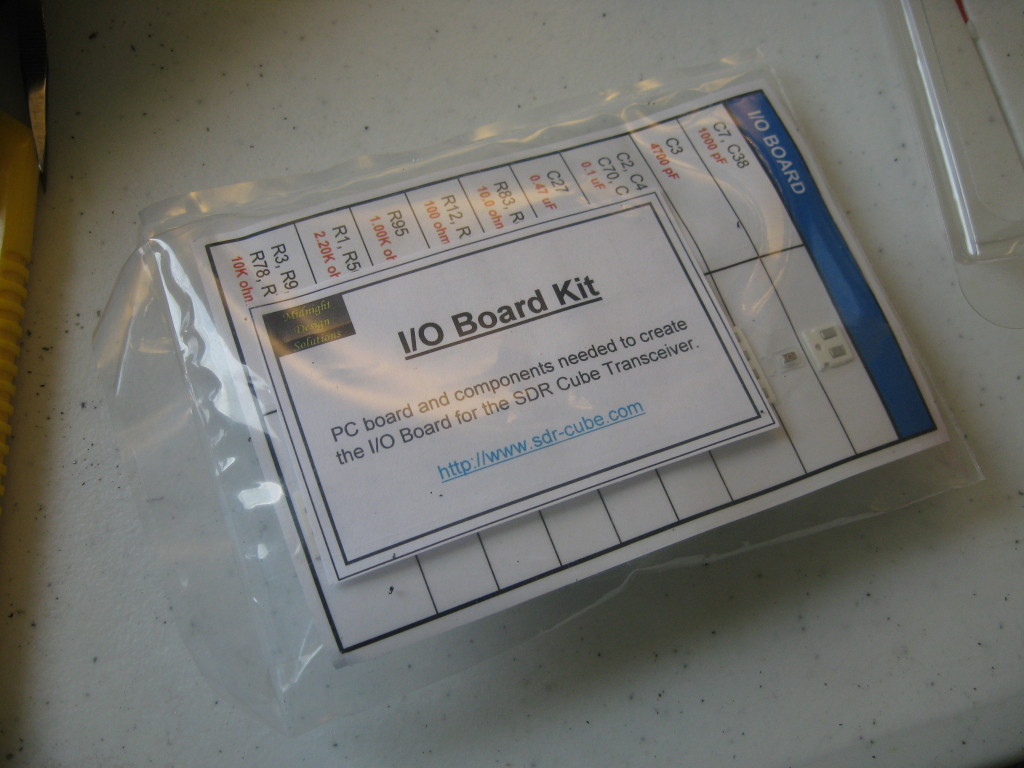 I/O BOARD
C7, C38
1000 pF
C3
4700 pF
C2, C4
C70, C
0.1 uF
C27
0.47 uF
R83, R
10.0 ohm
R12, R
100 ohm
R95,
1.00K
R1, R5
2.20K o
R3, R9
R78, R
10K ohm
Midnight
Design
Solutions
I/O Board Kit
PC board and components needed to create
the I/O Board for the SDR Cube Transceiver.
http://www.sdr-cube.com